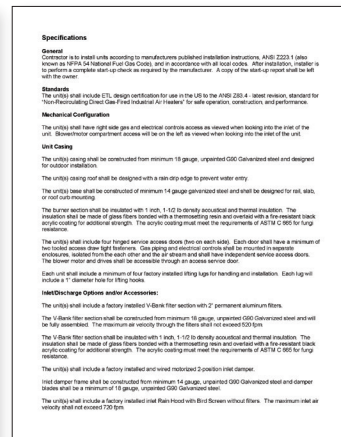 Specifications
General
Contractor is to install units according to manufacturers published installation instructions, ANSI Z223.1 (also
known as NFPA 54 National Fuel Gas Code), and in accordance with all local codes. After installation, installer is
to perform a complete start-up check as required by the manufacturer. A copy of the start-up report shall be left
with the owner.
Standards
The unit(s) shall include ETL design certification for use in the US to the ANSI Z83.4 - latest revision, standard for
"Non-Recirculating Direct Gas-Fired Industrial Air Heaters" for safe operation, construction, and performance.
Mechanical Configuration
The unit(s) shall have right side gas and electrical controls access as viewed when looking into the inlet of the
unit. Blower/motor compartment access will be on the left as viewed when looking into the inlet of the unit.
Unit Casing
The unit(s) casing shall be constructed from minimum 18 gauge, unpainted G90 Galvanized steel and designed
for outdoor installation.
The unit(s) casing roof shall be designed with a rain drip edge to prevent water entry.
The unit(s) base shall be constructed of minimum 14 gauge galvanized steel and shall be designed for rail, slab,
or roof curb mounting.
The burner section shall be insulated with 1 inch, 1-1/2 lb density acoustical and thermal insulation. The
insulation shall be made of glass fibers bonded with a thermosetting resin and overlaid with a fire-resistant black
acrylic coating. The acrylic coating must meet the requirements of ASTM C 665 for fungi
resistance.
The unit(s) shall include four hinged service access doors (two on each side). Each door shall have a minimum of
two tooled access draw tight fasteners. Gas piping and electrical controls shall be mounted in separate
enclosures, isolated from the each other and the air stream and shall have independent service access doors.
The blower motor and drives shall be accessible through an access service door.
Each unit shall include a minimum of four factory installed lifting lugs for handling and installation. Each lug will
include a 1" diameter hole for lifting hooks.
Inlet/Discharge Options and/or Accessories:
The unit(s) shall include a factory installed V-Bank filter section with 2" permanent aluminum filters.
The V-Bank filter section shall be constructed from minimum 18 gauge, unpainted G90 Galvanized steel and will
be fully assembled. The maximum air velocity through the filters shall not exceed 520 fpm.
The V-Bank filter section shall be insulated with 1 inch, 1-1/2 lb density acoustical and thermal insulation. The
insulation shall be made of glass fibers bonded with a thermosetting resin and overlaid with a fire-resistant black
acrylic coating for additional strength. The acrylic coating must meet the requirements of ASTM C 665 for fungi
resistance.
The unit(s) shall include a factory installed and wired motorized 2-position inlet damper.
Inlet damper frame shall be constructed from minimum 14 gauge, unpainted G90 Galvanized steel and damper
blades shall be a minimum of 18 gauge, unpainted G90 Galvanized steel.
The unit(s) shall include a factory installed inlet Rain Hood with Bird Screen without filters. The maximum inlet air
velocity shall not exceed 720 fpm.